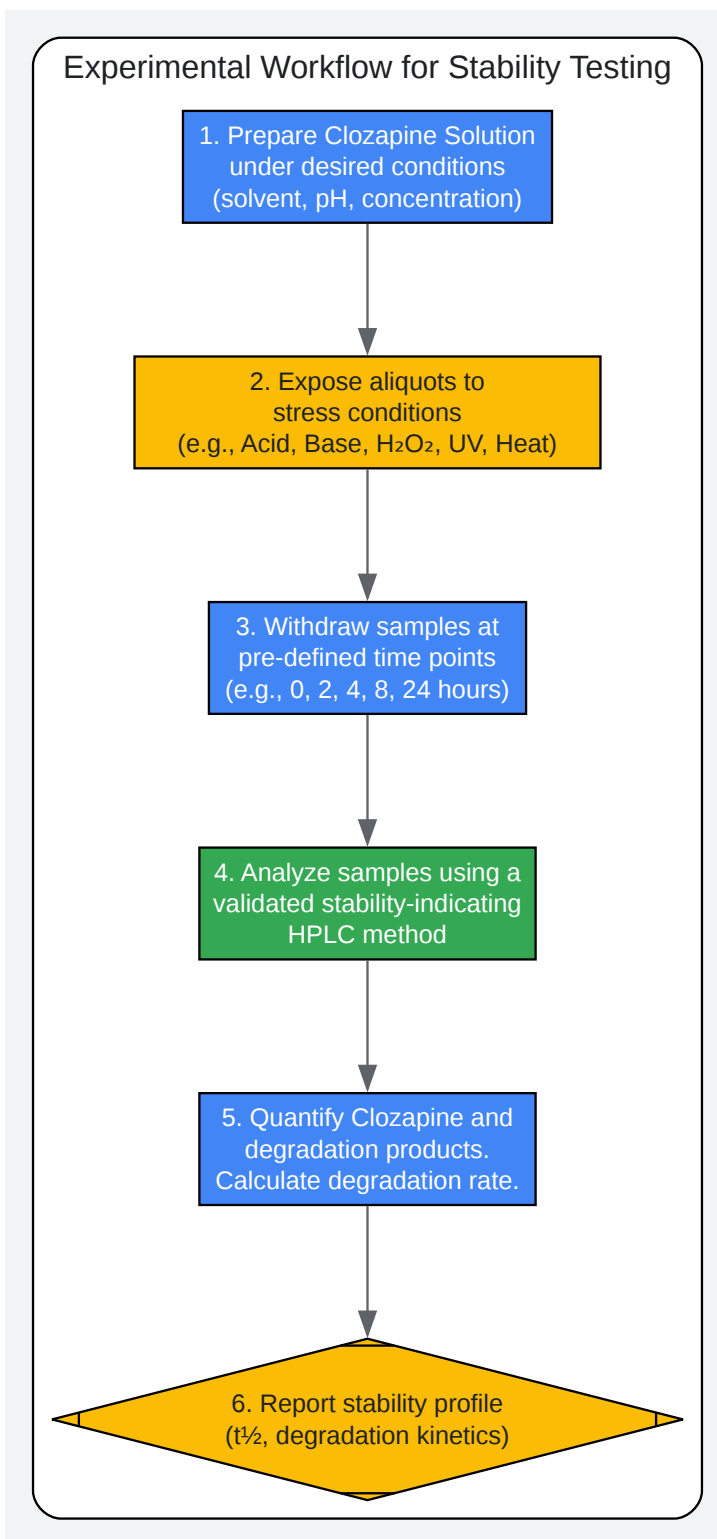 Experimental Workflow for Stability Testing
1. Prepare Clozapine Solution
under desired conditions
(solvent, pH, concentration)
2. Expose aliquots to
stress conditions
(e.g., Acid, Base, H₂O₂, UV, Heat)
3. Withdraw samples at
pre-defined time points
(e.g., 0, 2, 4, 8, 24 hours)
4. Analyze samples using a
validated stability-indicating
HPLC method
5. Quantify Clozapine and
degradation products.
Calculate degradation rate.
6. Report stability profile
(t½, degradation kinetics)